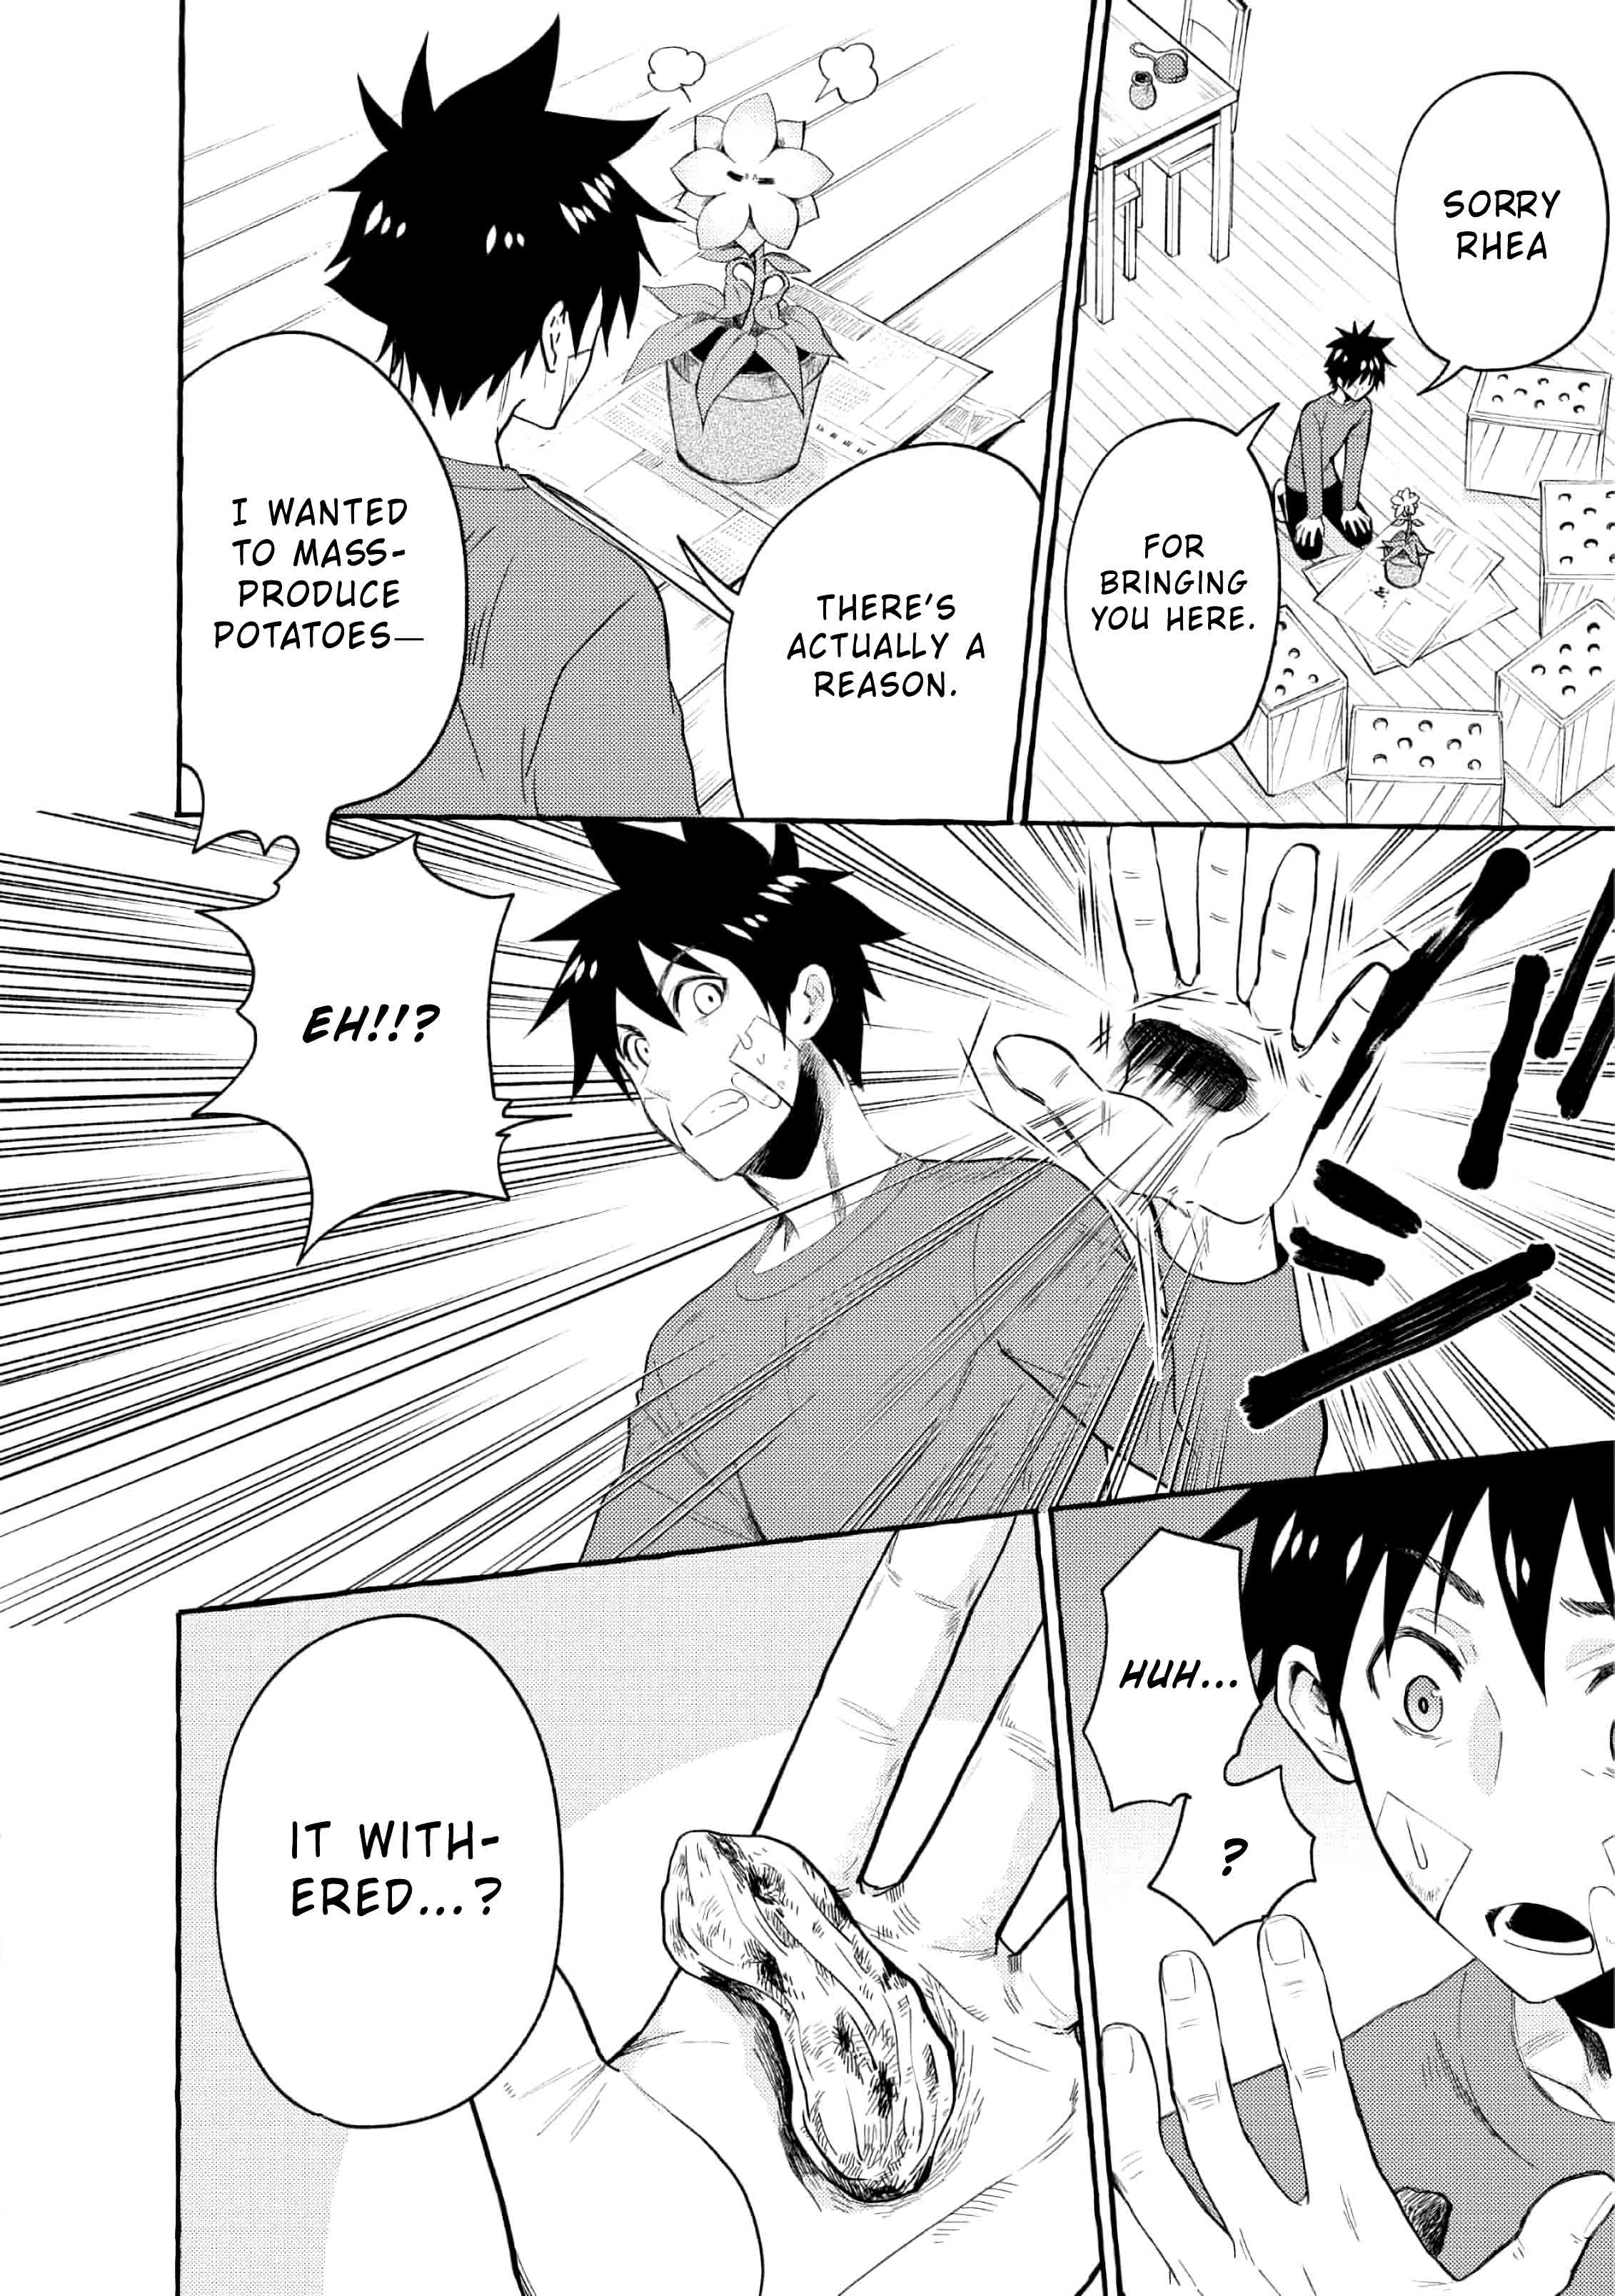 SORRY
RHEA
FOR
BRINGING
YOU HERE.
THERE'S
ACTUALLY A
REASON.
I WANTED
TO MASS-
PRODUCE
POTATOES—
EH!!?
HUH...
?
IT WITH-
ERED...?